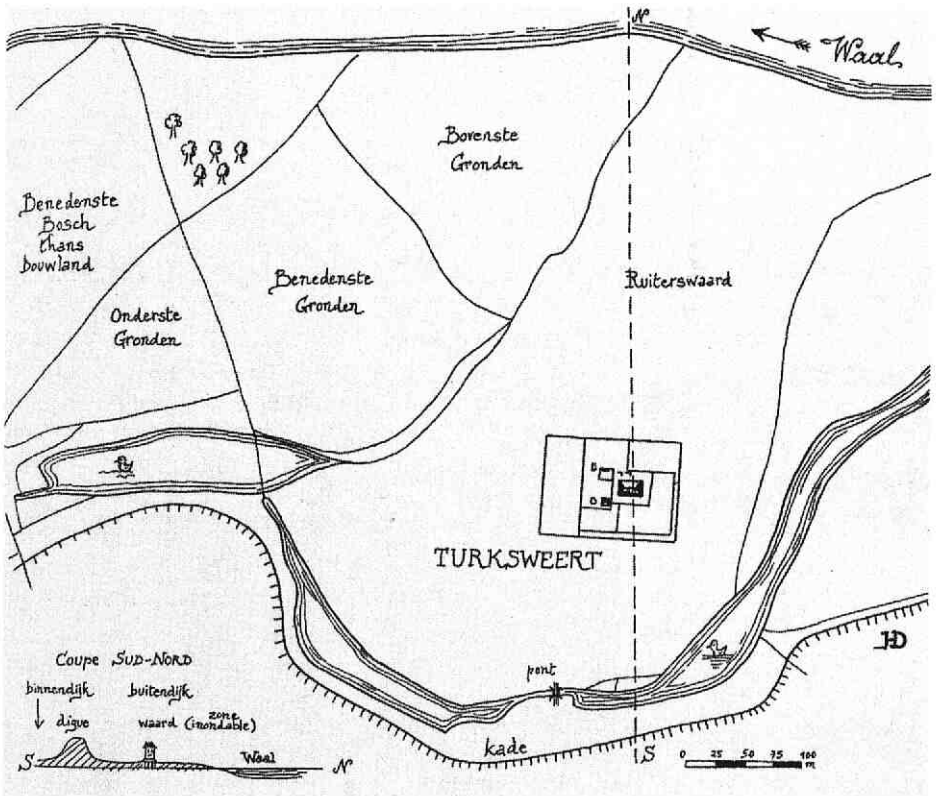 N
Waal
Bovenste
Gronden
Benedenste
Bosch
thans
bouwland
Benedenste
Gronden
Ruiterswaard
Onderste
Gronden
TURKSWEERT
JHD
pont
kade
S
0 25 50 75 100
m
Coupe SUD-NORD
binnendijk buitendijk
digue waard (zone inondable)
S Waal N